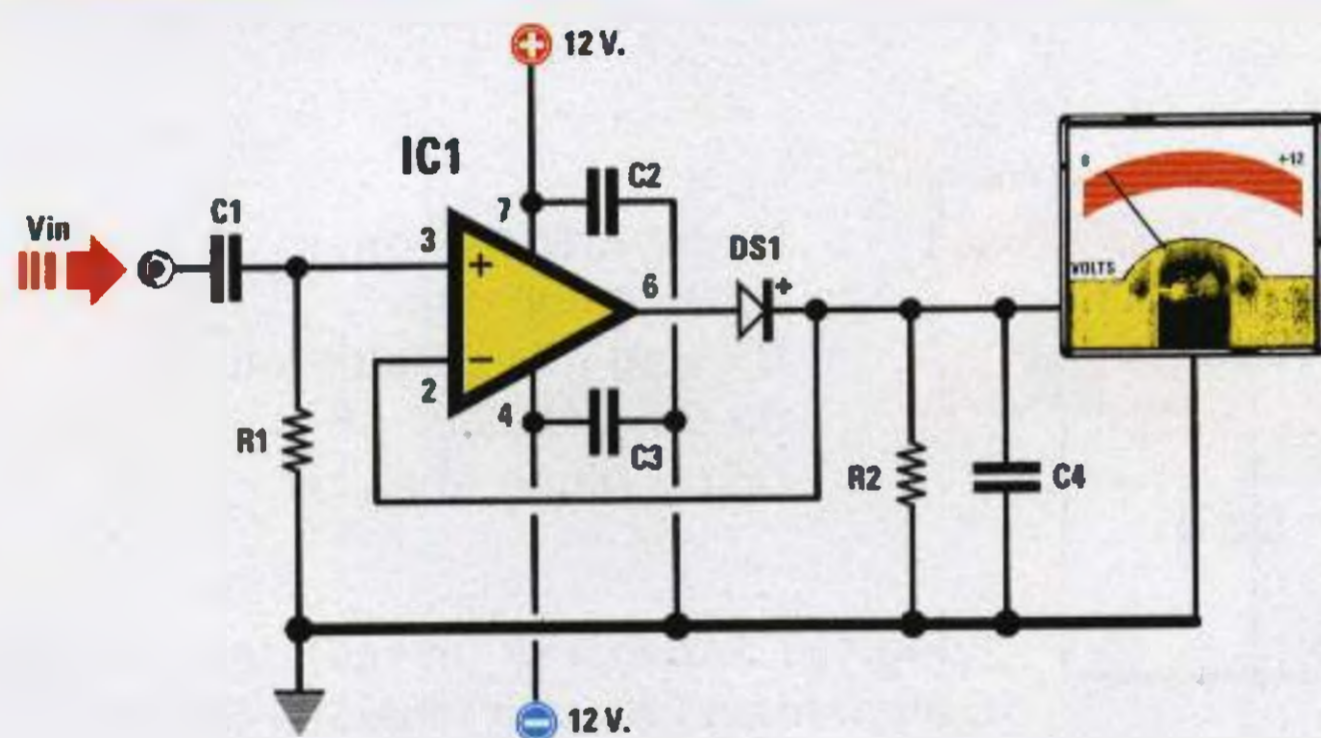 12 V.
IC1
C2
C1
7
Vin
3
+
DS1
6
+
0
+12
VOLTS
−
2
4
R1
C3
R2
C4
12 V.